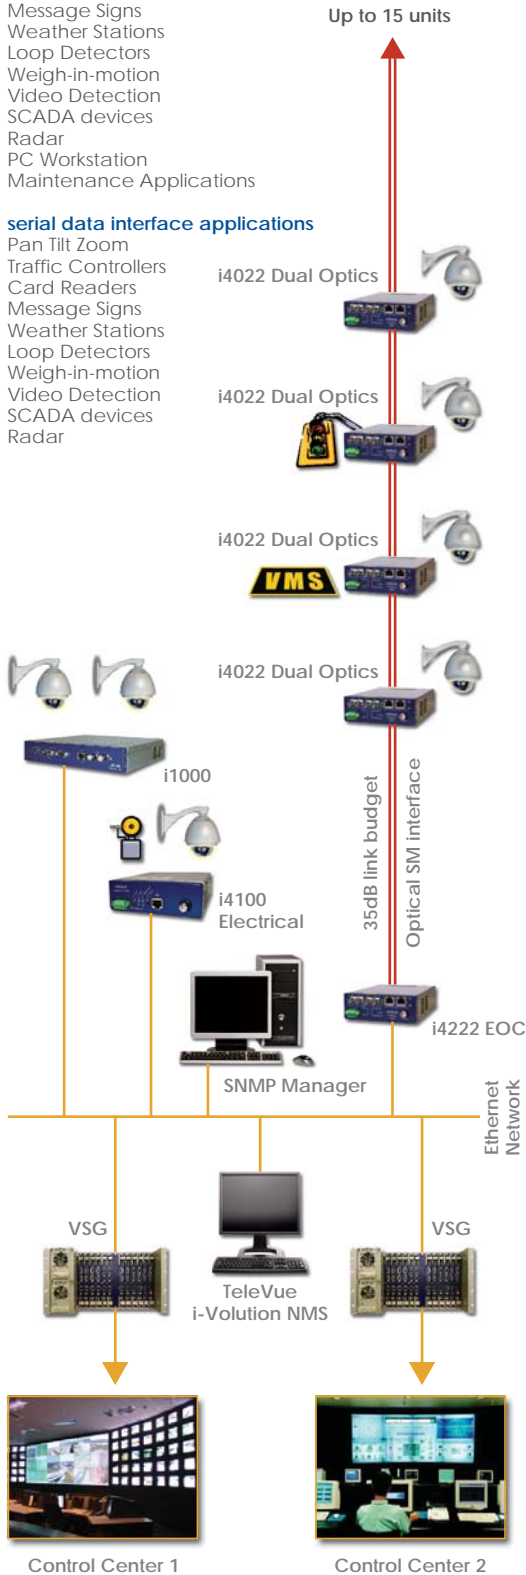 Message Signs
Weather Stations
Loop Detectors
Weigh-in-motion
Video Detection
SCADA devices
Radar
PC Workstation
Maintenance Applications
serial data interface applications
Pan Tilt Zoom
Traffic Controllers
Card Readers
Message Signs
Weather Stations
Loop Detectors
Weigh-in-motion
Video Detection
SCADA devices
Radar
Up to 15 units
i4022 Dual Optics
i4022 Dual Optics
i4022 Dual Optics
VMS
i4022 Dual Optics
i1000
i4100
Electrical
35dB link budget
Optical SM interface
i4222 EOC
SNMP Manager
Ethernet
Network
VSG
VSG
TeleVue
i-Volution NMS
Control Center 1
Control Center 2